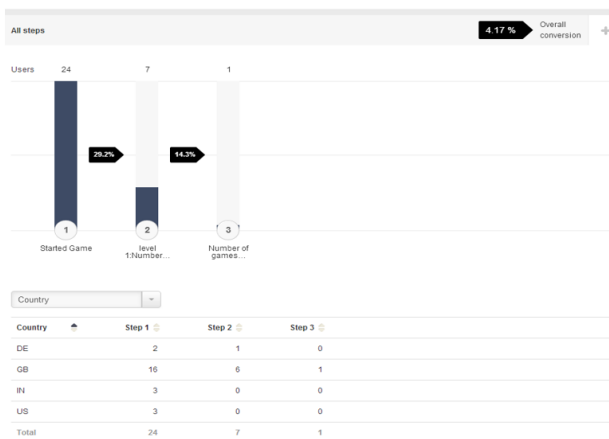 All steps
4.17 %
Overall
conversion
Users 24 7 1
29.2%
14.3%
1 2 3
Started Game
level
1:Number...
Number of
games...
Country
Country Step 1 Step 2 Step 3
DE 2 1 0
GB 16 6 1
IN 3 0 0
US 3 0 0
Total 24 7 1